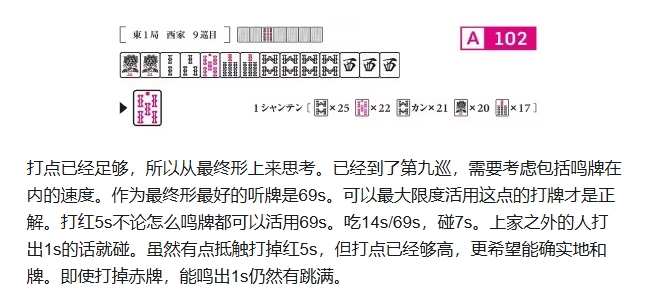 東1局 西家 9巡目
A 102
西 西 西
1シャンテン[ ×25 ×22 カン×21 ×20 ×17 ]
打点已经足够，所以从最终形上来思考。已经到了第九巡，需要考虑包括鸣牌在
内的速度。作为最终形最好的听牌是69s。可以最大限度活用这点的打牌才是正
解。打红5s不论怎么鸣牌都可以活用69s。吃14s/69s，碰7s。上家之外的人打
出1s的话就碰。虽然有点抵触打掉红5s，但打点已经够高，更希望能确实地和
牌。即使打掉赤牌，能鸣出1s仍然有跳满。